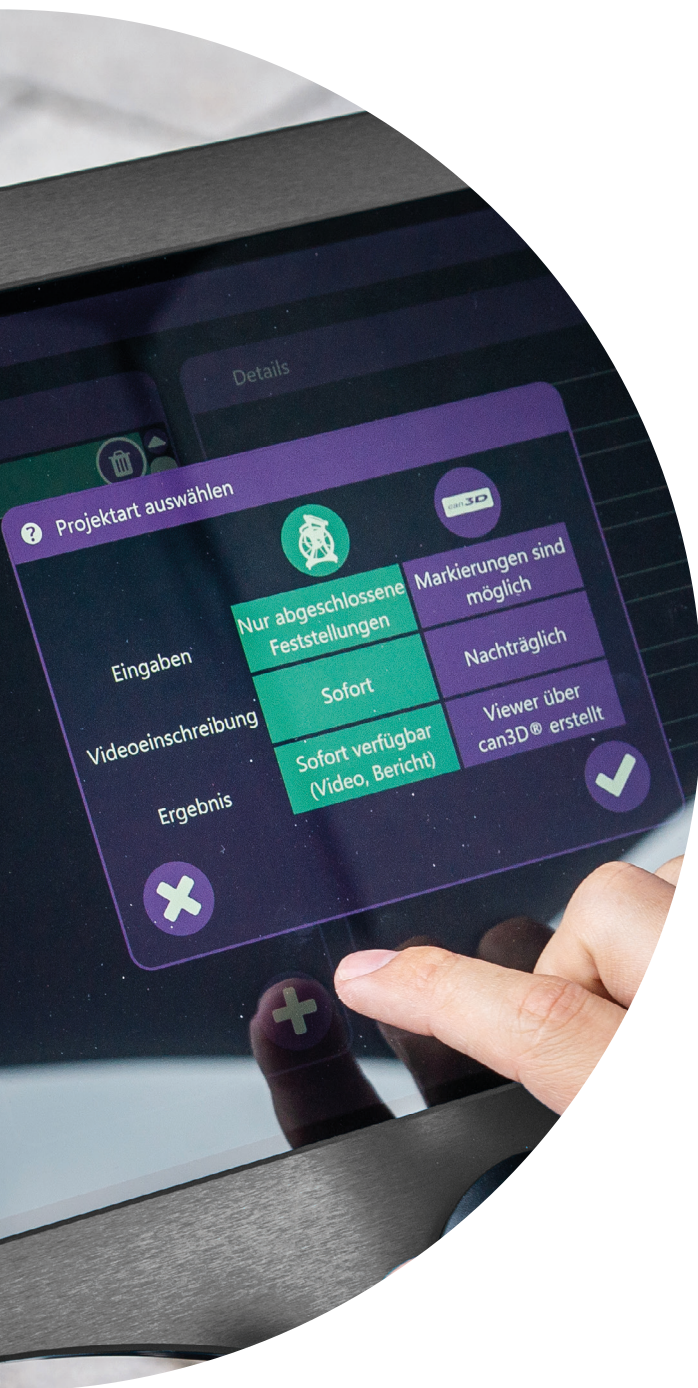 Details
? Projektart auswählen
can3D
Nur abgeschlossene
Feststellungen
Markierungen sind
möglich
Eingaben
Sofort
Nachträglich
Videoeinschreibung
Sofort verfügbar
(Video, Bericht)
Viewer über
can3D® erstellt
Ergebnis